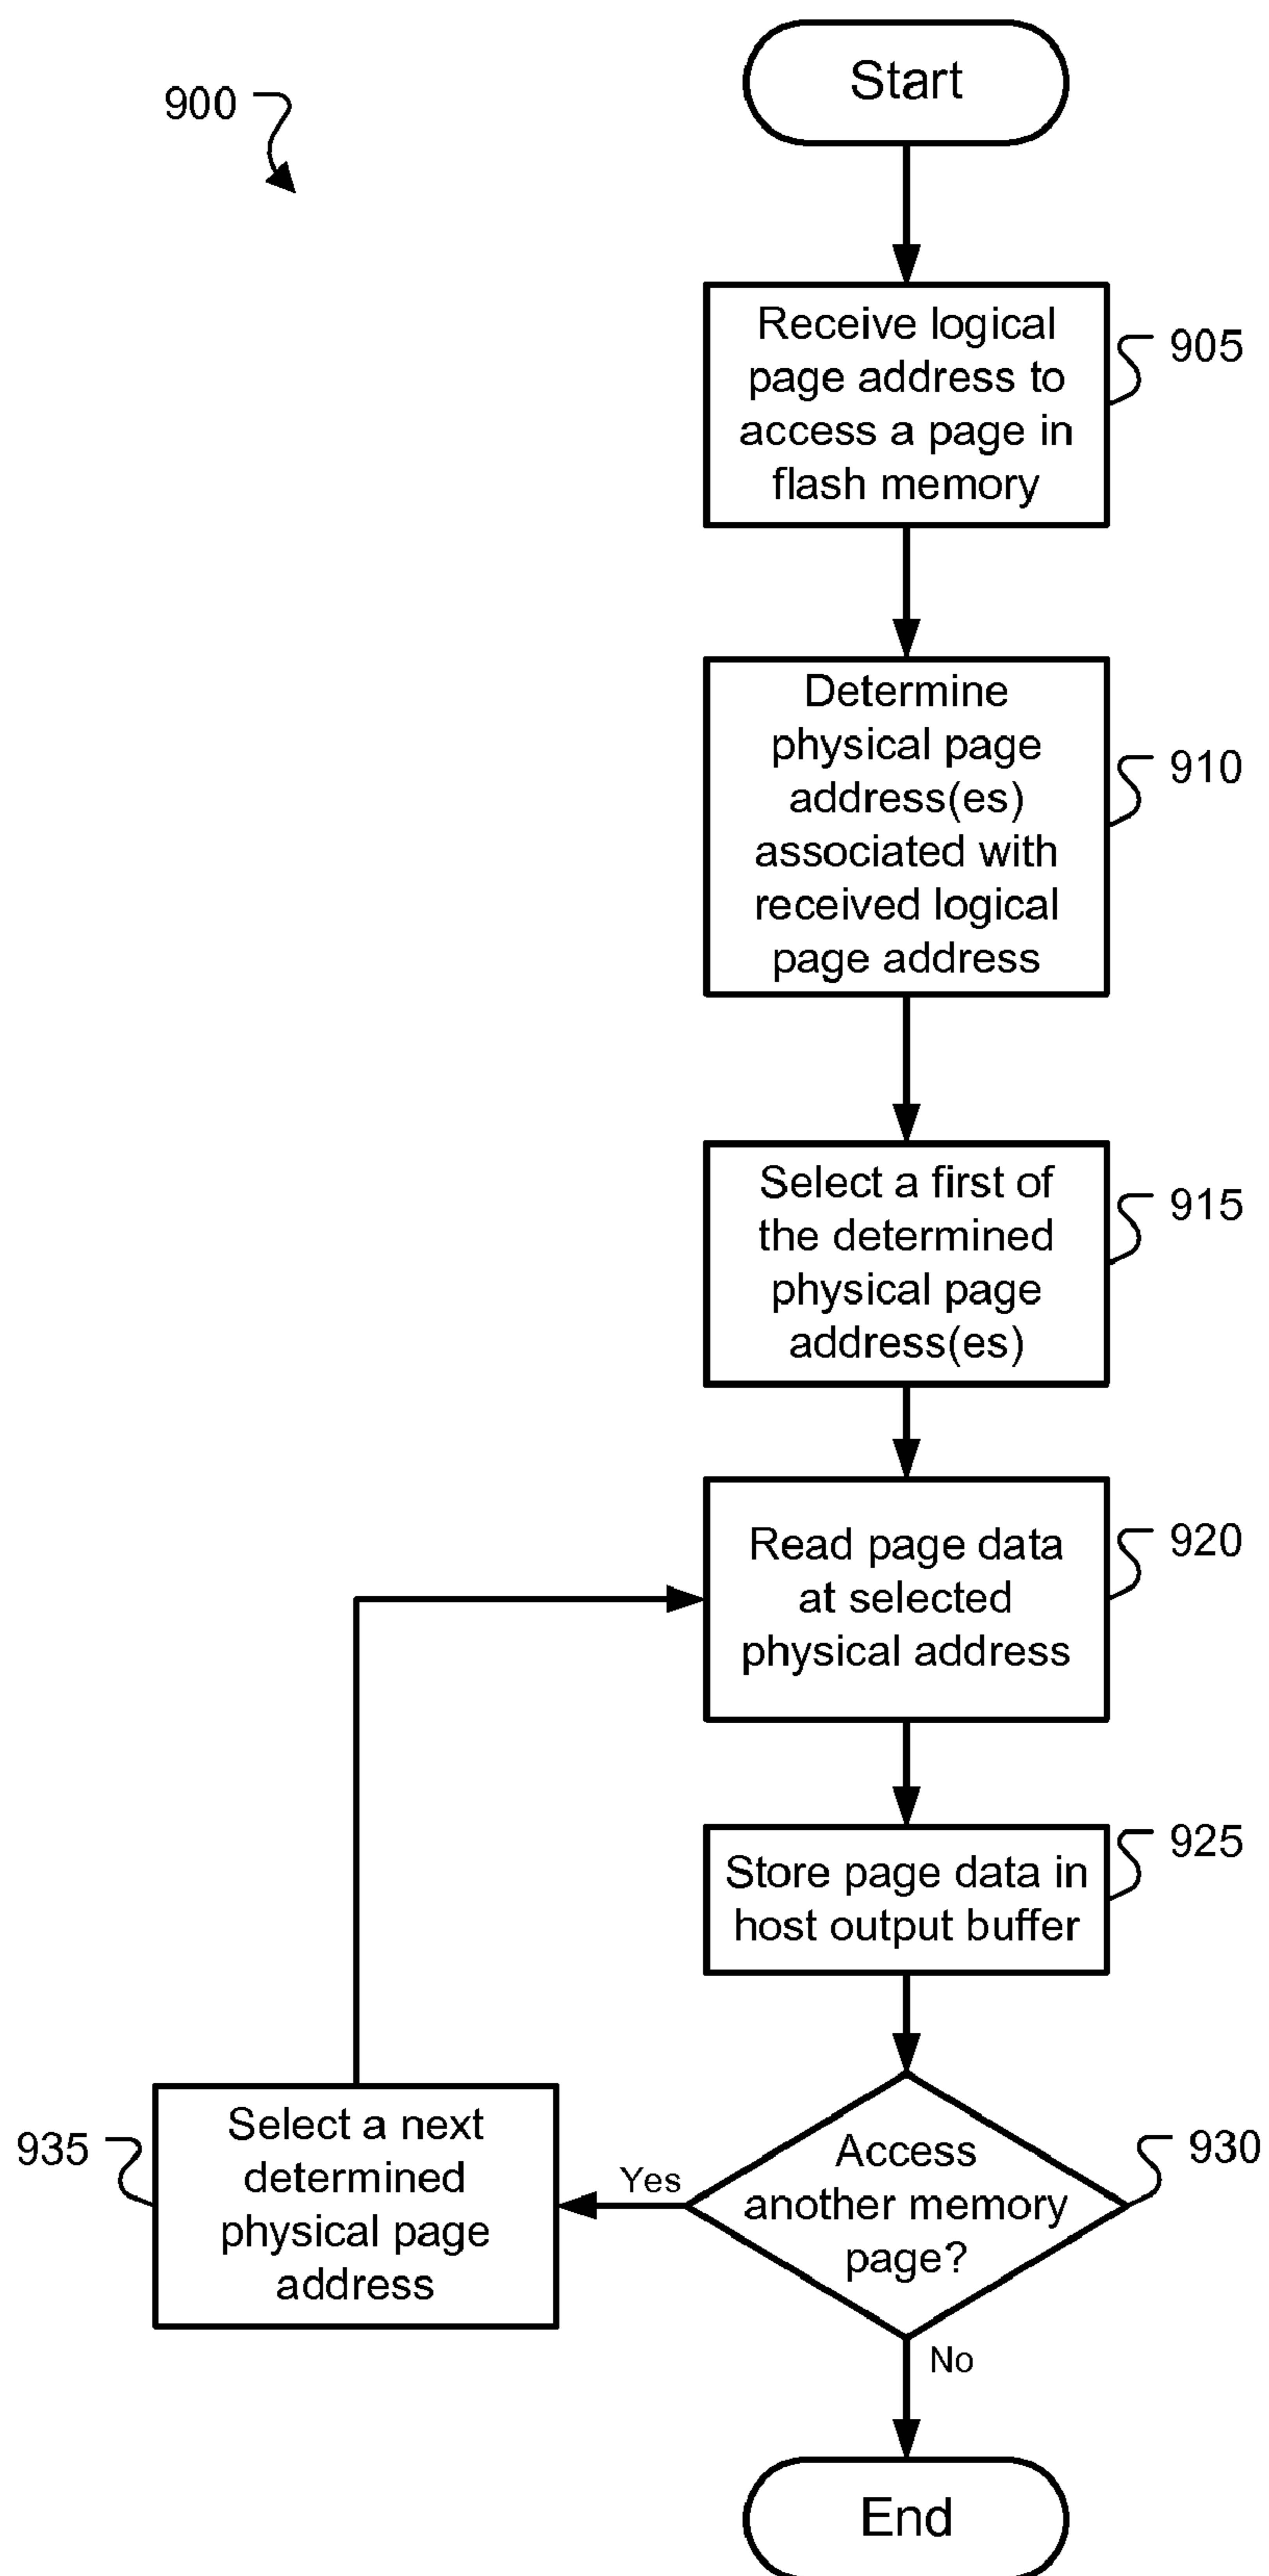 Start
900
Receive logical
page address to
access a page in
flash memory
905
Determine
physical page
address(es)
associated with
received logical
page address
910
Select a first of
the determined
physical page
address(es)
915
Read page data
at selected
physical address
920
Store page data in
host output buffer
925
Access
another memory
page?
930
Yes
Select a next
determined
physical page
address
935
No
End